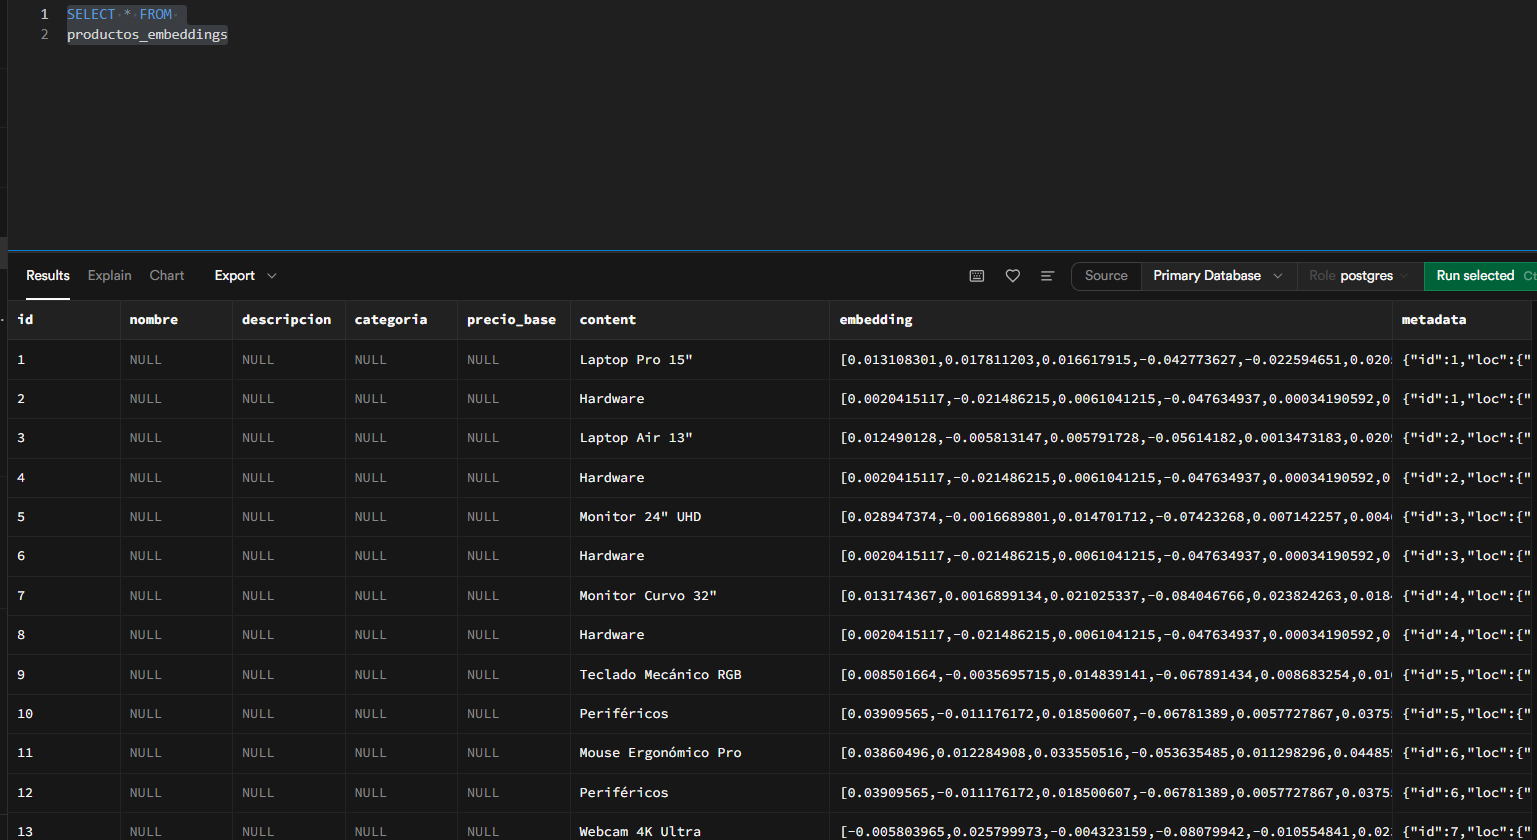 1 SELECT * FROM
2 productos_embeddings
Results Explain Chart Export Source Primary Database Role postgres Run selected
id nombre descripcion categoria precio_base content embedding metadata
1 NULL NULL NULL NULL Laptop Pro 15" [0.013108301,0.017811203,0.016617915,-0.042773627,-0.022594651,0.020 {"id":1,"loc":{"
2 NULL NULL NULL NULL Hardware [0.0020415117,-0.021486215,0.0061041215,-0.047634937,0.00034190592,0 {"id":1,"loc":{"
3 NULL NULL NULL NULL Laptop Air 13" [0.012490128,-0.005813147,0.005791728,-0.05614182,0.0013473183,0.020 {"id":2,"loc":{"
4 NULL NULL NULL NULL Hardware [0.0020415117,-0.021486215,0.0061041215,-0.047634937,0.00034190592,0 {"id":2,"loc":{"
5 NULL NULL NULL NULL Monitor 24" UHD [0.028947374,-0.0016689801,0.014701712,-0.07423268,0.007142257,0.004 {"id":3,"loc":{"
6 NULL NULL NULL NULL Hardware [0.0020415117,-0.021486215,0.0061041215,-0.047634937,0.00034190592,0 {"id":3,"loc":{"
7 NULL NULL NULL NULL Monitor Curvo 32" [0.013174367,0.0016899134,0.021025337,-0.084046766,0.023824263,0.018 {"id":4,"loc":{"
8 NULL NULL NULL NULL Hardware [0.0020415117,-0.021486215,0.0061041215,-0.047634937,0.00034190592,0 {"id":4,"loc":{"
9 NULL NULL NULL NULL Teclado Mecánico RGB [0.008501664,-0.0035695715,0.014839141,-0.067891434,0.008683254,0.01 {"id":5,"loc":{"
10 NULL NULL NULL NULL Periféricos [0.03909565,-0.011176172,0.018500607,-0.06781389,0.0057727867,0.0375 {"id":5,"loc":{"
11 NULL NULL NULL NULL Mouse Ergonómico Pro [0.03860496,0.012284908,0.033550516,-0.053635485,0.011298296,0.04485 {"id":6,"loc":{"
12 NULL NULL NULL NULL Periféricos [0.03909565,-0.011176172,0.018500607,-0.06781389,0.0057727867,0.0375 {"id":6,"loc":{"
13 NULL NULL NULL NULL Webcam 4K Ultra [-0.005803965,0.025799973,-0.004323159,-0.08079942,-0.010554841,0.02 {"id":7,"loc":{"